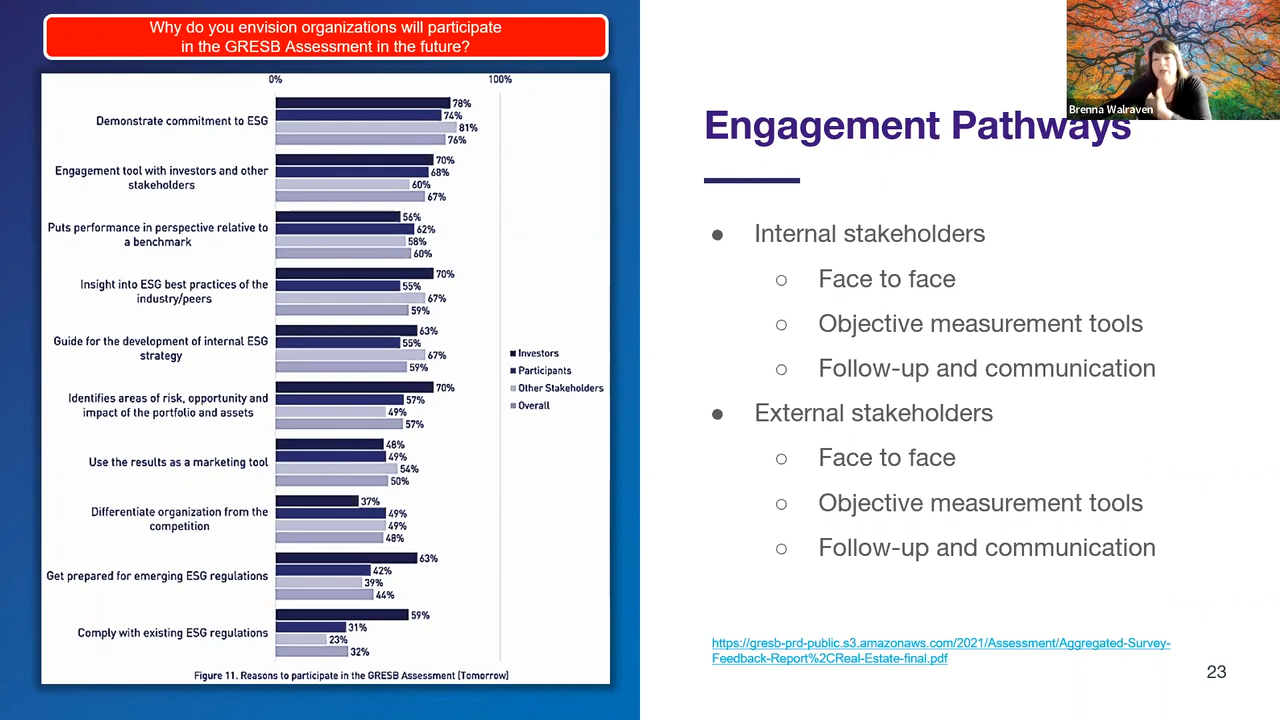 Why do you envision organizations will participate
in the GRESB Assessment in the future?
0%
100%
Demonstrate commitment to ESG
78%
74%
81%
76%
Engagement tool with investors and other
stakeholders
70%
68%
60%
67%
Puts performance in perspective relative to
a benchmark
56%
62%
58%
60%
Insight into ESG best practices of the
industry/peers
70%
55%
67%
59%
Guide for the development of internal ESG
strategy
63%
55%
67%
59%
Identifies areas of risk, opportunity and
impact of the portfolio and assets
70%
57%
49%
57%
Use the results as a marketing tool
48%
49%
54%
50%
Differentiate organization from the
competition
37%
49%
49%
48%
Get prepared for emerging ESG regulations
63%
42%
39%
44%
Comply with existing ESG regulations
59%
31%
23%
32%
Investors
Participants
Other Stakeholders
Overall
Figure 11. Reasons to participate in the GRESB Assessment (Tomorrow)
Brenna Walraven
Engagement Pathways
● Internal stakeholders
○ Face to face
○ Objective measurement tools
○ Follow-up and communication
● External stakeholders
○ Face to face
○ Objective measurement tools
○ Follow-up and communication
https://gresb-prd-public.s3.amazonaws.com/2021/Assessment/Aggregated-Survey-
Feedback-Report%2CReal-Estate-final.pdf
23